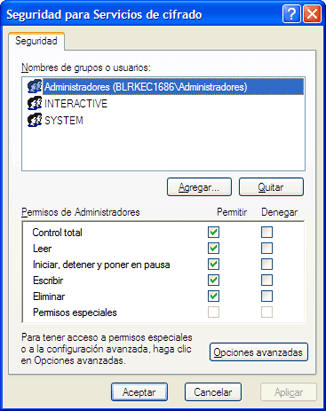 Seguridad para Servicios de cifrado
Seguridad
Nombres de grupos o usuarios:
Administradores (BLRKEC1686\Administradores)
INTERACTIVE
SYSTEM
Agregar...
Quitar
Permisos de Administradores Permitir Denegar
Control total
Leer
Iniciar, detener y poner en pausa
Escribir
Eliminar
Permisos especiales
Para tener acceso a permisos especiales
o a la configuración avanzada, haga clic
en Opciones avanzadas.
Opciones avanzadas
Aceptar
Cancelar
Aplicar